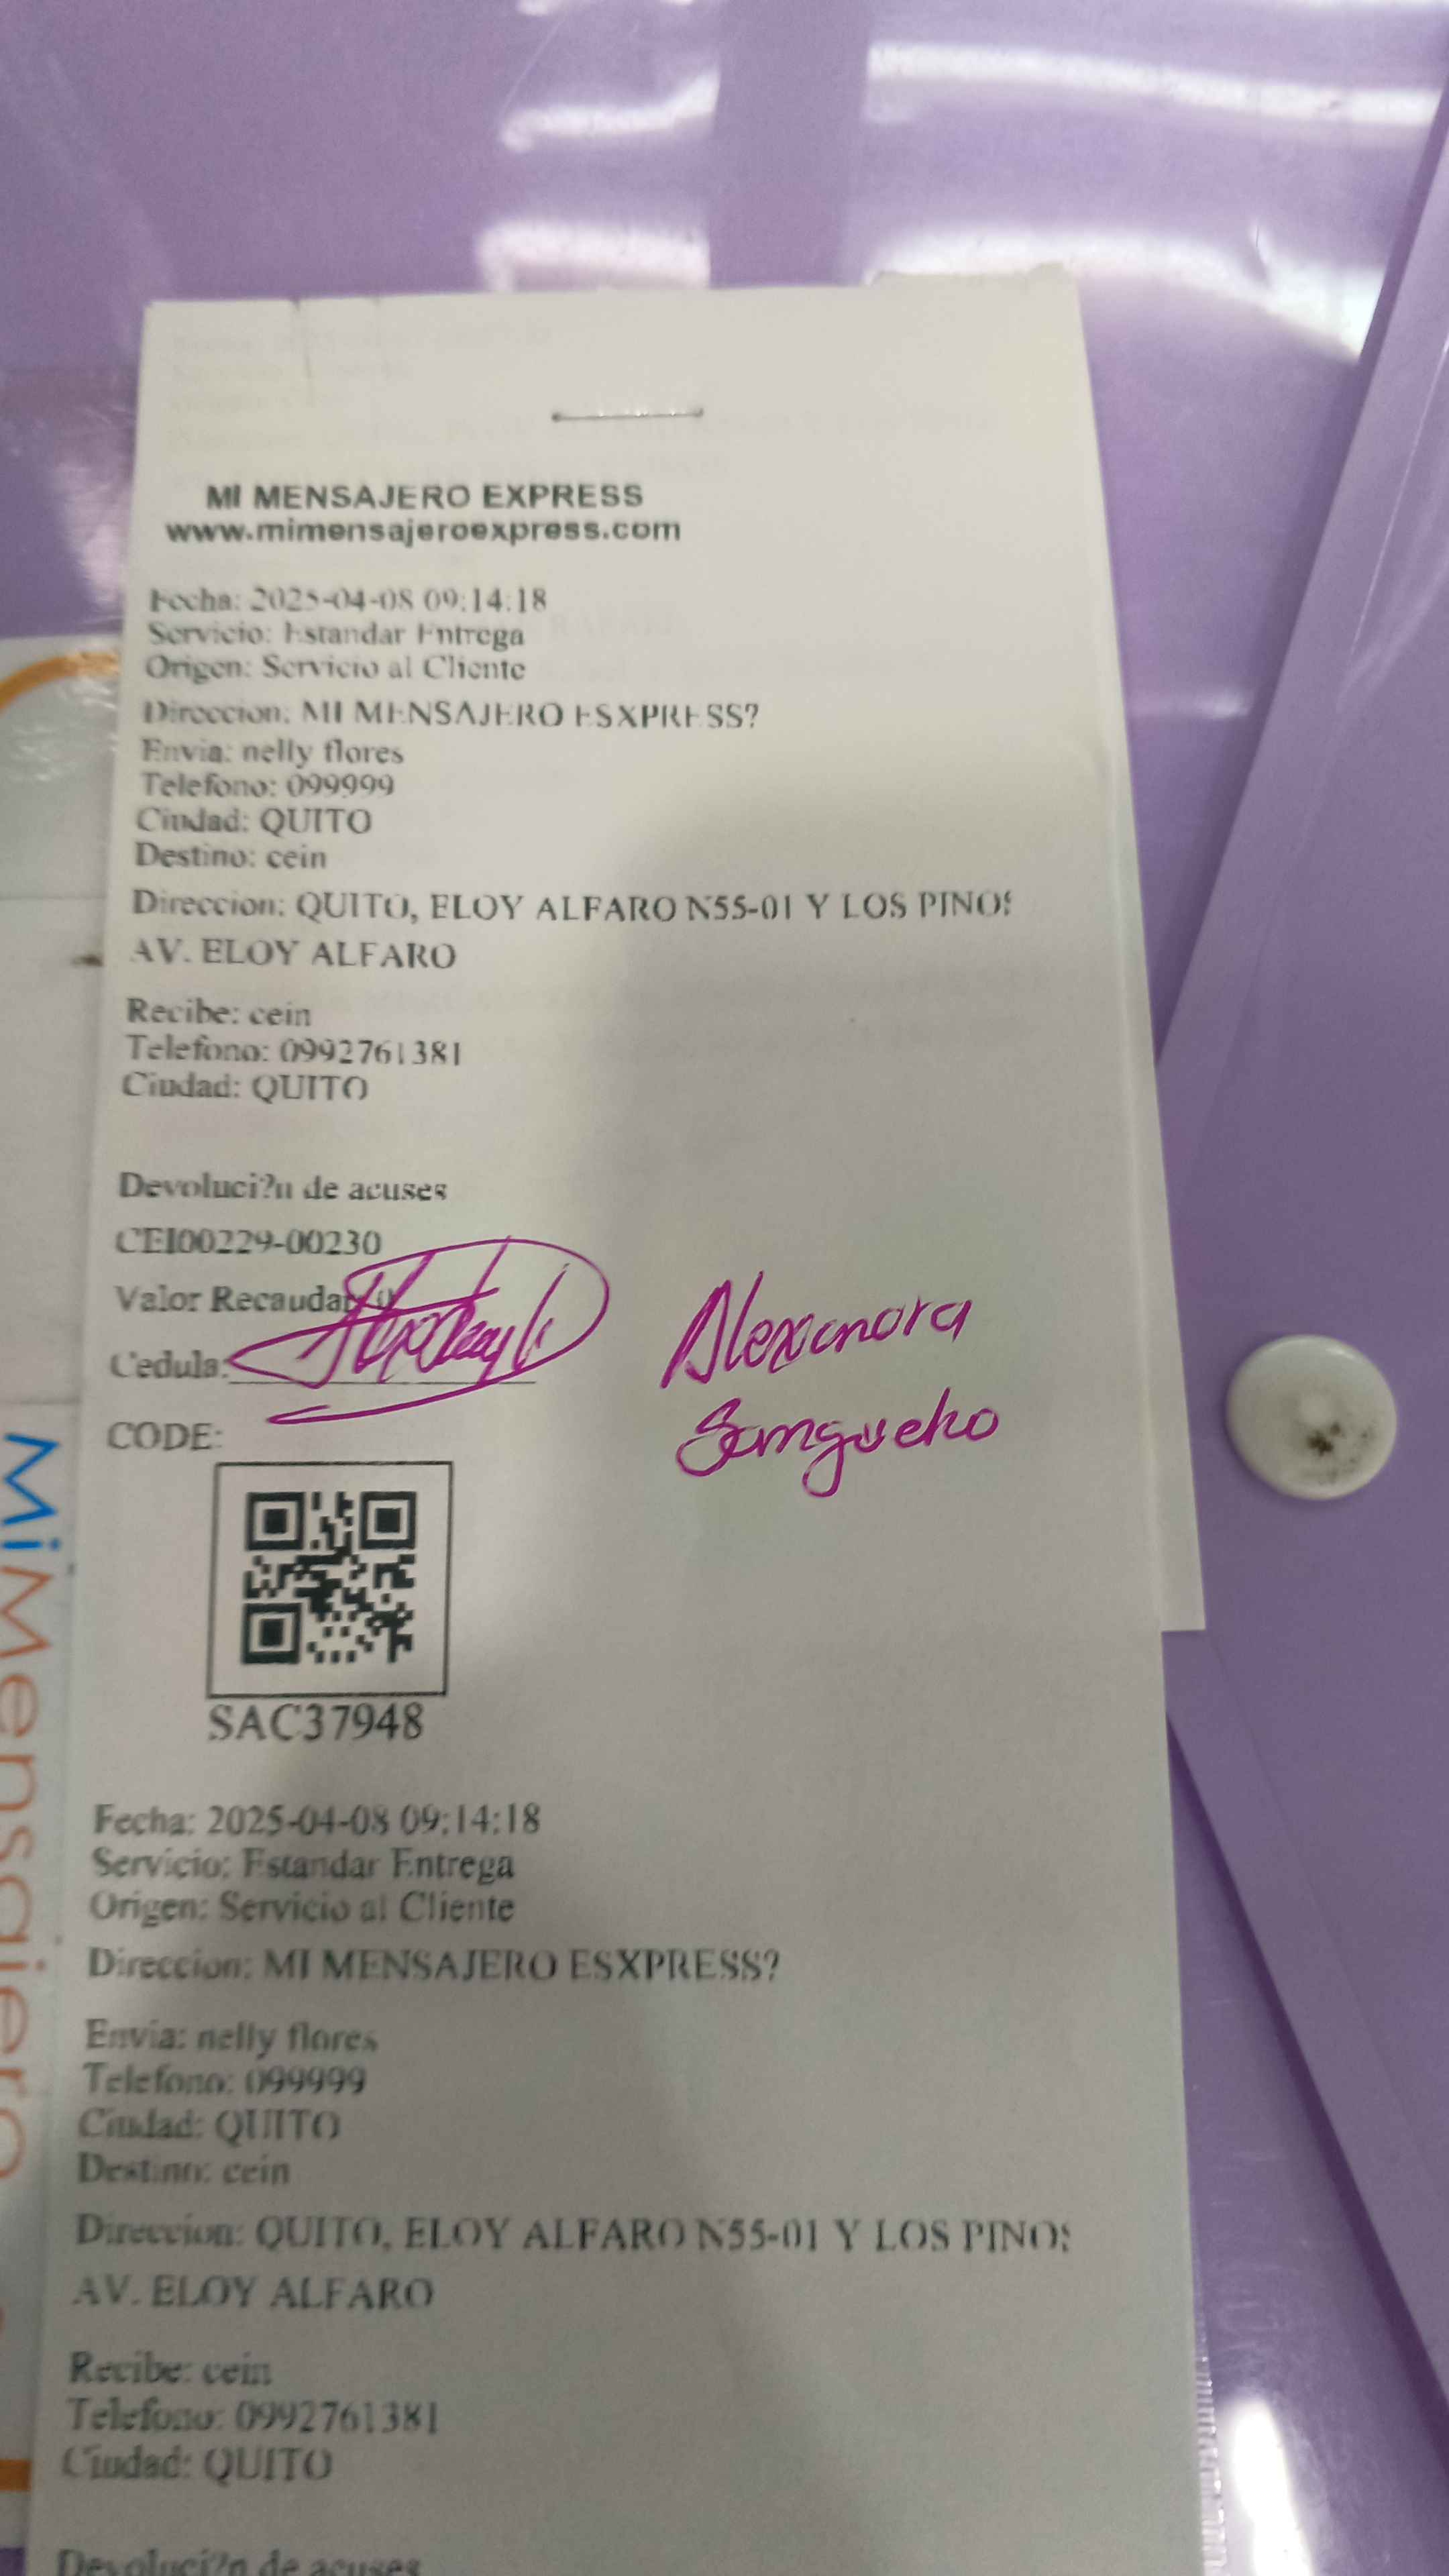 MI MENSAJERO EXPRESS
www.mimensajeroexpress.com
Fecha: 2025-04-08 09:14:18
Servicio: Estandar Entrega
Origen: Servicio al Cliente
Direccion: MI MENSAJERO ESXPRESS?
Envia: nelly flores
Telefono: 099999
Ciudad: QUITO
Destino: cein
Direccion: QUITO, ELOY ALFARO N55-01 Y LOS PINOS
AV. ELOY ALFARO
Recibe: cein
Telefono: 0992761381
Ciudad: QUITO
Devoluci?n de acuses
CEI00229-00230
Valor Recaudar 0
Cedula:
Alexandra
CODE:
SAC37948
Fecha: 2025-04-08 09:14:18
Servicio: Estandar Entrega
Origen: Servicio al Cliente
Direccion: MI MENSAJERO ESXPRESS?
Envia: nelly flores
Telefono: 099999
Ciudad: QUITO
Destino: cein
Direccion: QUITO, ELOY ALFARO N55-01 Y LOS PINOS
AV. ELOY ALFARO
Recibe: cein
Telefono: 0992761381
Ciudad: QUITO
Devoluci?n de acuses
MiMensajero